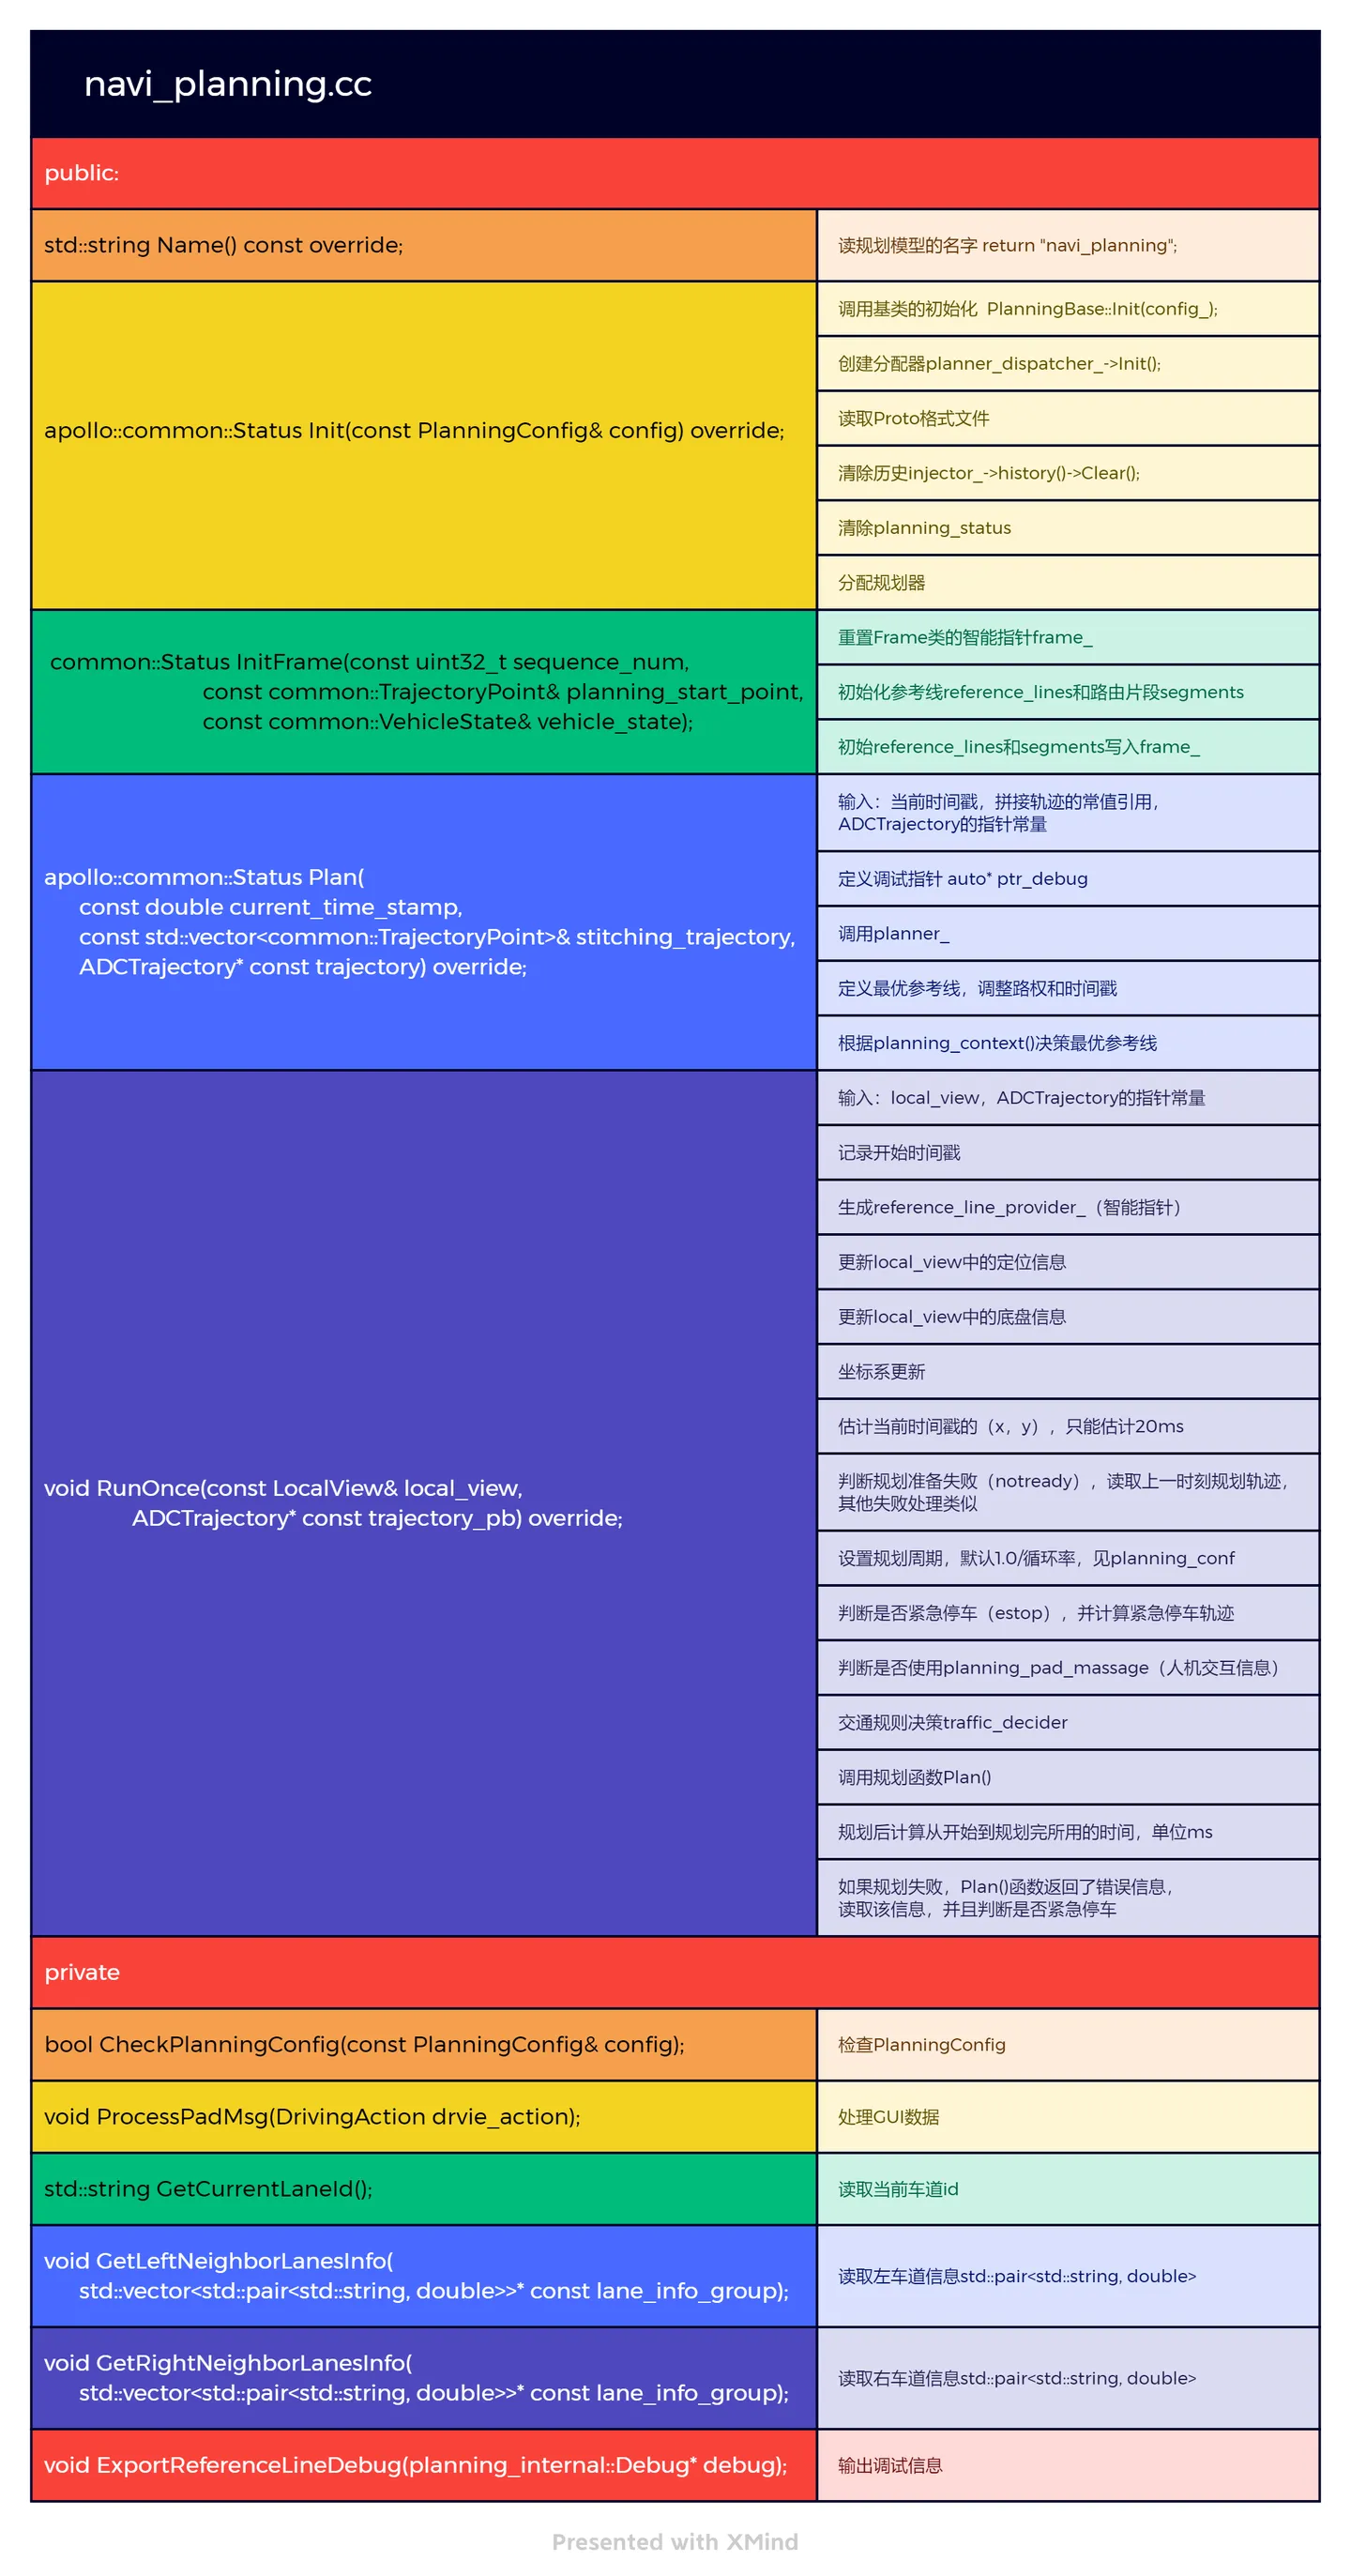 navi_planning.cc
public:
std::string Name() const override;
读规划模型的名字 return "navi_planning";
apollo::common::Status Init(const PlanningConfig& config) override;
调用基类的初始化  PlanningBase::Init(config_);
创建分配器planner_dispatcher_->Init();
读取Proto格式文件
清除历史injector_->history()->Clear();
清除planning_status
分配规划器
common::Status InitFrame(const uint32_t sequence_num,
const common::TrajectoryPoint& planning_start_point,
const common::VehicleState& vehicle_state);
重置Frame类的智能指针frame_
初始化参考线reference_lines和路由片段segments
初始reference_lines和segments写入frame_
apollo::common::Status Plan(
const double current_time_stamp,
const std::vector<common::TrajectoryPoint>& stitching_trajectory,
ADCTrajectory* const trajectory) override;
输入：当前时间戳，拼接轨迹的常值引用，
ADCTrajectory的指针常量
定义调试指针 auto* ptr_debug
调用planner_
定义最优参考线，调整路权和时间戳
根据planning_context()决策最优参考线
void RunOnce(const LocalView& local_view,
ADCTrajectory* const trajectory_pb) override;
输入：local_view，ADCTrajectory的指针常量
记录开始时间戳
生成reference_line_provider_（智能指针）
更新local_view中的定位信息
更新local_view中的底盘信息
坐标系更新
估计当前时间戳的（x，y），只能估计20ms
判断规划准备失败（notready），读取上一时刻规划轨迹，
其他失败处理类似
设置规划周期，默认1.0/循环率，见planning_conf
判断是否紧急停车（estop），并计算紧急停车轨迹
判断是否使用planning_pad_massage（人机交互信息）
交通规则决策traffic_decider
调用规划函数Plan()
规划后计算从开始到规划完所用的时间，单位ms
如果规划失败，Plan()函数返回了错误信息，
读取该信息，并且判断是否紧急停车
private
bool CheckPlanningConfig(const PlanningConfig& config);
检查PlanningConfig
void ProcessPadMsg(DrivingAction drvie_action);
处理GUI数据
std::string GetCurrentLaneId();
读取当前车道id
void GetLeftNeighborLanesInfo(
std::vector<std::pair<std::string, double>>* const lane_info_group);
读取左车道信息std::pair<std::string, double>
void GetRightNeighborLanesInfo(
std::vector<std::pair<std::string, double>>* const lane_info_group);
读取右车道信息std::pair<std::string, double>
void ExportReferenceLineDebug(planning_internal::Debug* debug);
输出调试信息
Presented with XMind